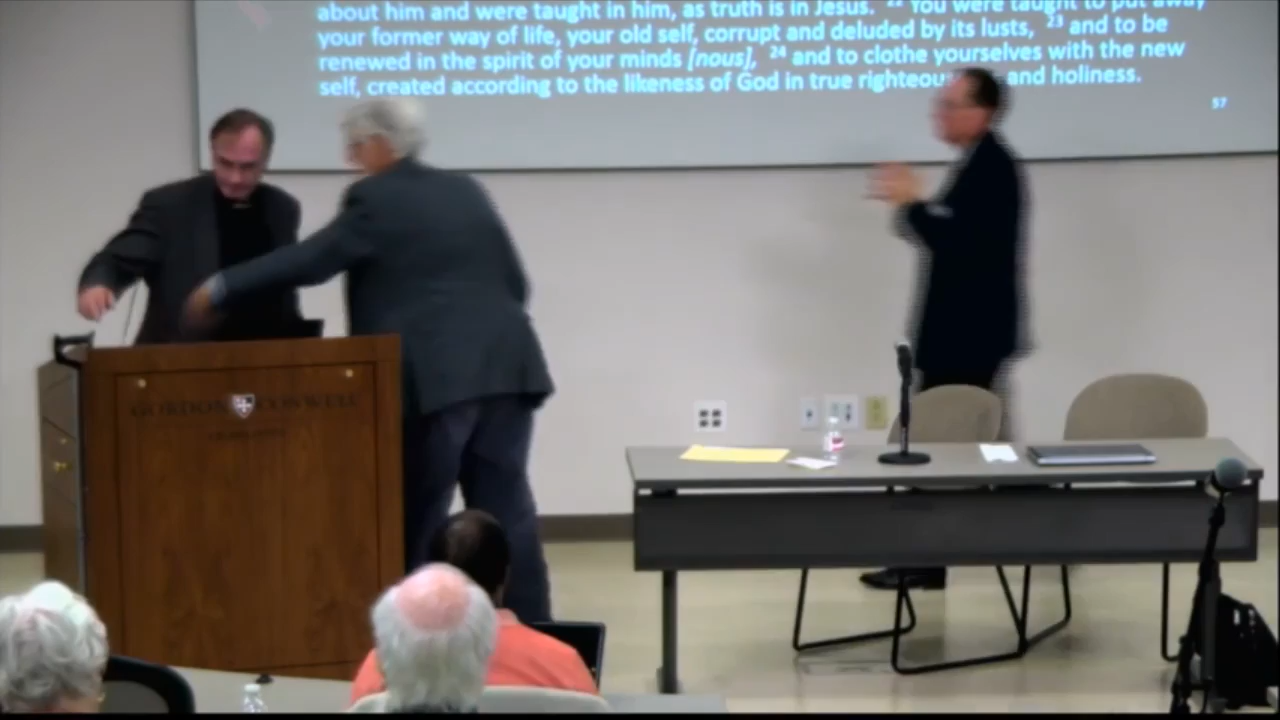 about him and were taught in him, as truth is in Jesus. 22 You were taught to put away
your former way of life, your old self, corrupt and deluded by its lusts, 23 and to be
renewed in the spirit of your minds [nous], 24 and to clothe yourselves with the new
self, created according to the likeness of God in true and holiness.
57
GORDON CONWELL